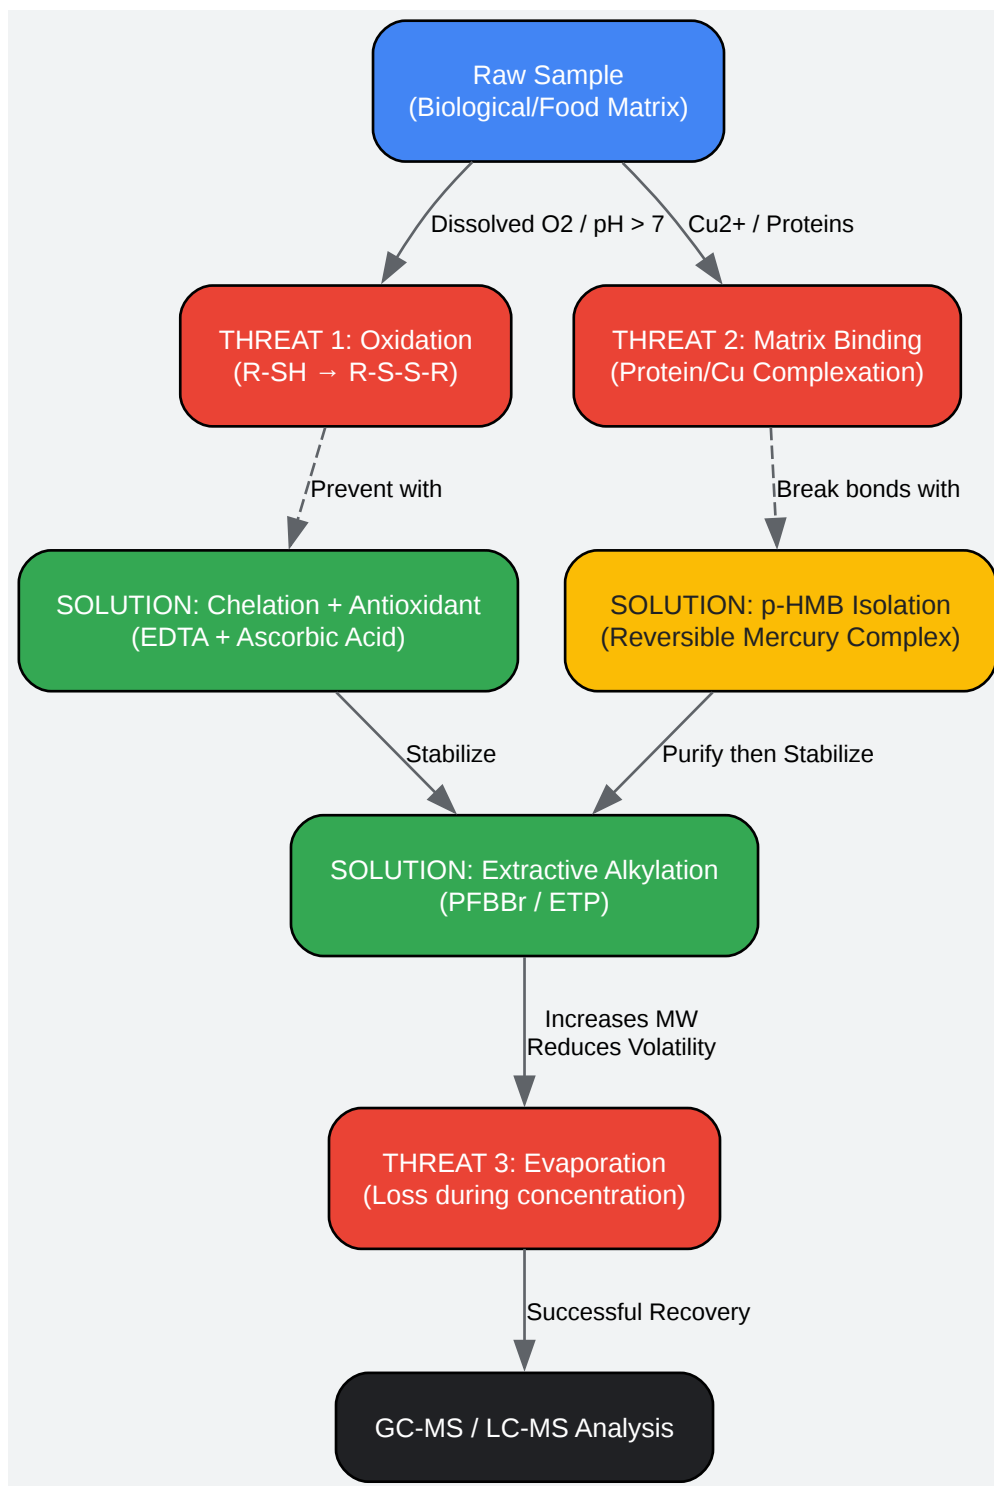 Raw Sample
(Biological/Food Matrix)
Dissolved O2 / pH > 7
Cu2+ / Proteins
THREAT 1: Oxidation
(R-SH → R-S-S-R)
THREAT 2: Matrix Binding
(Protein/Cu Complexation)
Prevent with
Break bonds with
SOLUTION: Chelation + Antioxidant
(EDTA + Ascorbic Acid)
SOLUTION: p-HMB Isolation
(Reversible Mercury Complex)
Stabilize
Purify then Stabilize
SOLUTION: Extractive Alkylation
(PFBBr / ETP)
Increases MW
Reduces Volatility
THREAT 3: Evaporation
(Loss during concentration)
Successful Recovery
GC-MS / LC-MS Analysis